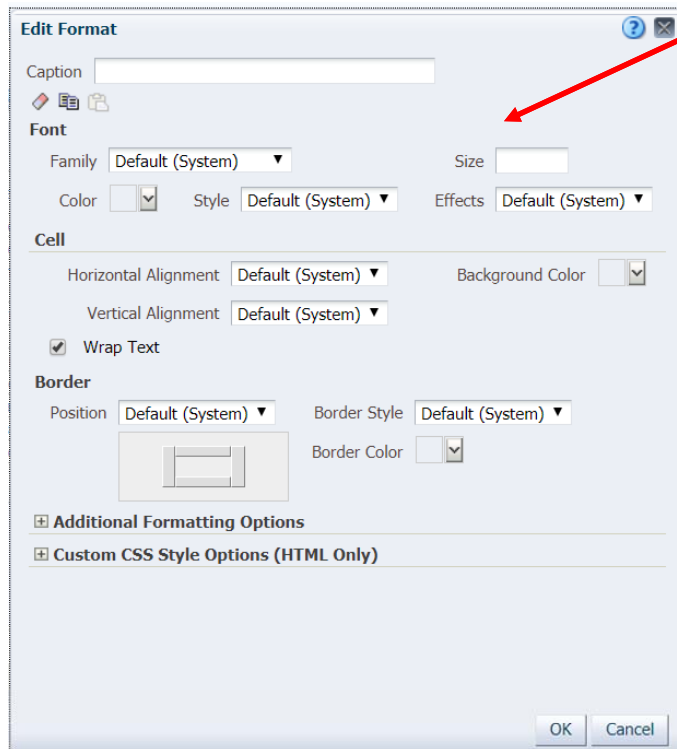 Edit Format
Caption
Font
Family Default (System) Size
Color Style Default (System) Effects Default (System)
Cell
Horizontal Alignment Default (System) Background Color
Vertical Alignment Default (System)
Wrap Text
Border
Position Default (System) Border Style Default (System)
Border Color
Additional Formatting Options
Custom CSS Style Options (HTML Only)
OK Cancel